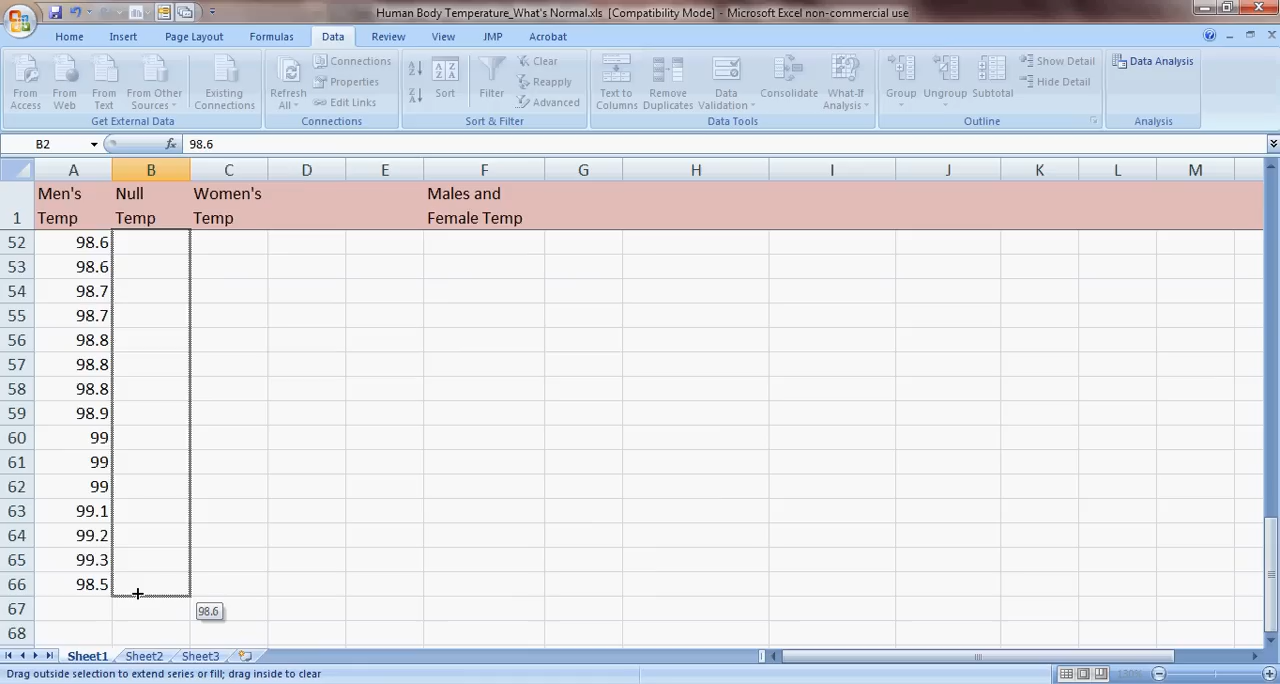 Human Body Temperature_What's Normal.xls [Compatibility Mode] - Microsoft Excel non-commercial use
Home Insert Page Layout Formulas Data Review View JMP Acrobat
From Access
From Web
From Text
From Other Sources
Existing Connections
Get External Data
Refresh All
Connections
Properties
Edit Links
Connections
Sort
Filter
Clear
Reapply
Advanced
Sort & Filter
Text to Columns
Remove Duplicates
Data Validation
Consolidate
What-If Analysis
Data Tools
Group
Ungroup
Subtotal
Show Detail
Hide Detail
Outline
Data Analysis
Analysis
B2 fx 98.6
A B C D E F G H I J K L M
Men's Null Women's Males and
1 Temp Temp Temp Female Temp
52 98.6
53 98.6
54 98.7
55 98.7
56 98.8
57 98.8
58 98.8
59 98.9
60 99
61 99
62 99
63 99.1
64 99.2
65 99.3
66 98.5
67 98.6
68
Sheet1 Sheet2 Sheet3
Drag outside selection to extend series or fill; drag inside to clear 130%